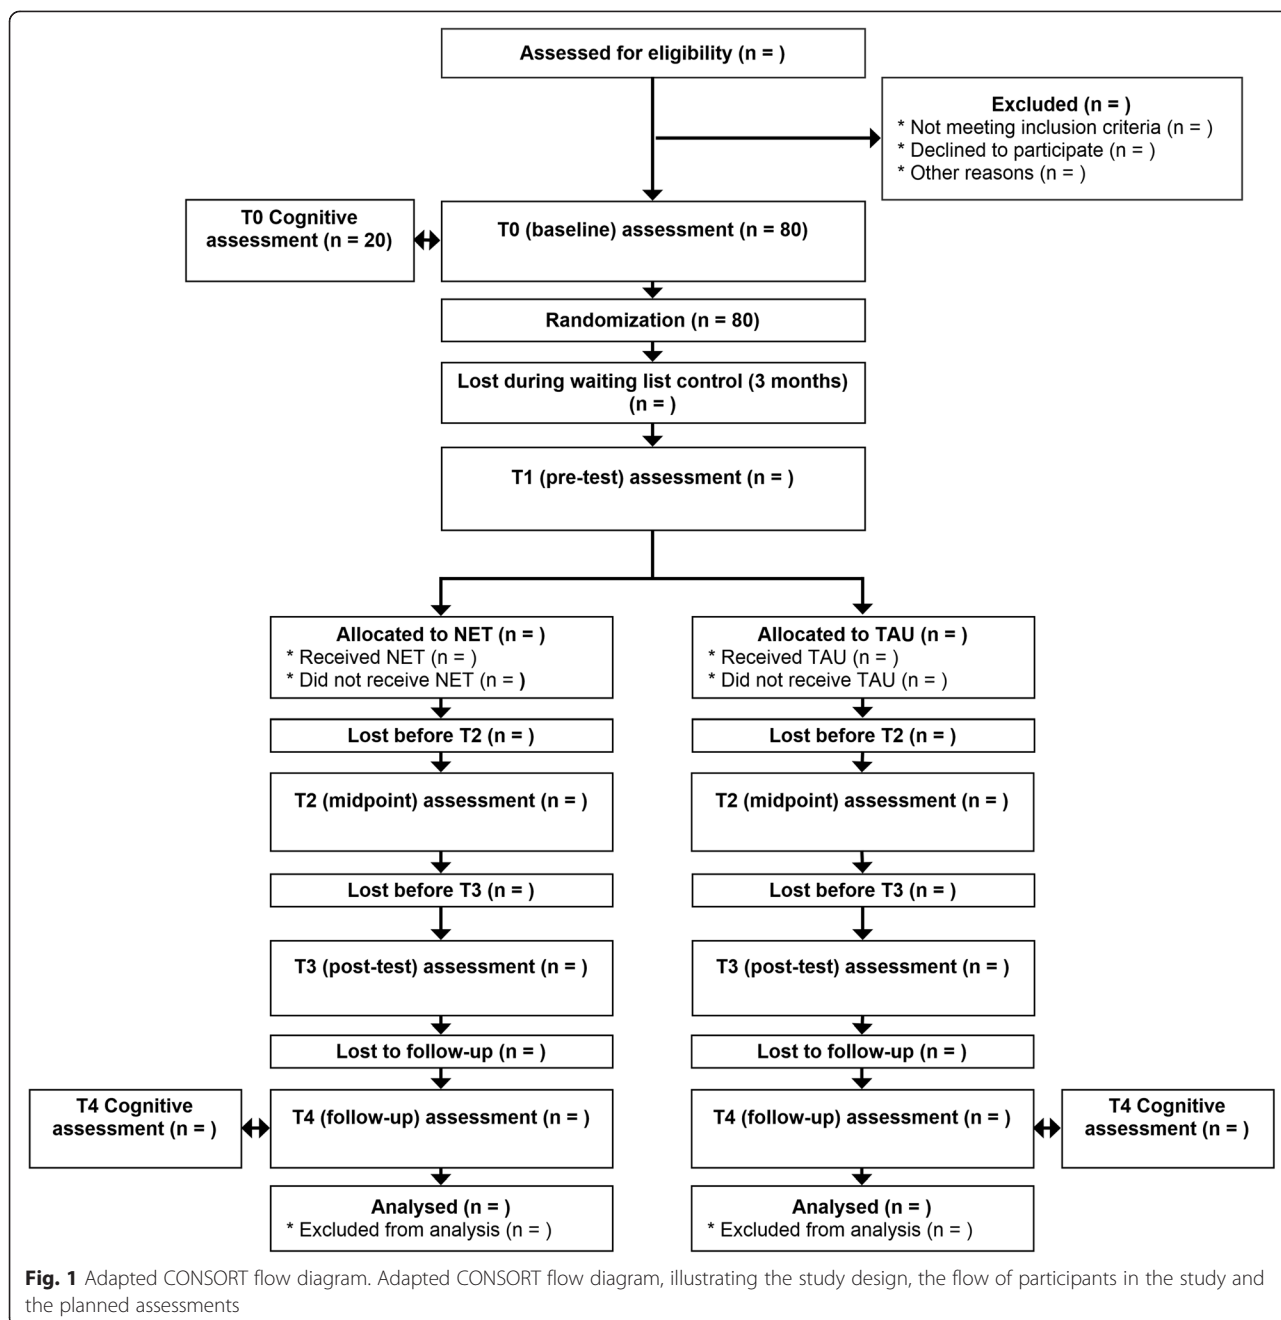 Assessed for eligibility (n = )
Excluded (n = )
* Not meeting inclusion criteria (n = )
* Declined to participate (n = )
* Other reasons (n = )
T0 Cognitive
assessment (n = 20)
T0 (baseline) assessment (n = 80)
Randomization (n = 80)
Lost during waiting list control (3 months)
(n = )
T1 (pre-test) assessment (n = )
Allocated to NET (n = )
* Received NET (n = )
* Did not receive NET (n = )
Allocated to TAU (n = )
* Received TAU (n = )
* Did not receive TAU (n = )
Lost before T2 (n = )
Lost before T2 (n = )
T2 (midpoint) assessment (n = )
T2 (midpoint) assessment (n = )
Lost before T3 (n = )
Lost before T3 (n = )
T3 (post-test) assessment (n = )
T3 (post-test) assessment (n = )
Lost to follow-up (n = )
Lost to follow-up (n = )
T4 Cognitive
assessment (n = )
T4 (follow-up) assessment (n = )
T4 (follow-up) assessment (n = )
T4 Cognitive
assessment (n = )
Analysed (n = )
* Excluded from analysis (n = )
Analysed (n = )
* Excluded from analysis (n = )
Fig. 1 Adapted CONSORT flow diagram. Adapted CONSORT flow diagram, illustrating the study design, the flow of participants in the study and
the planned assessments